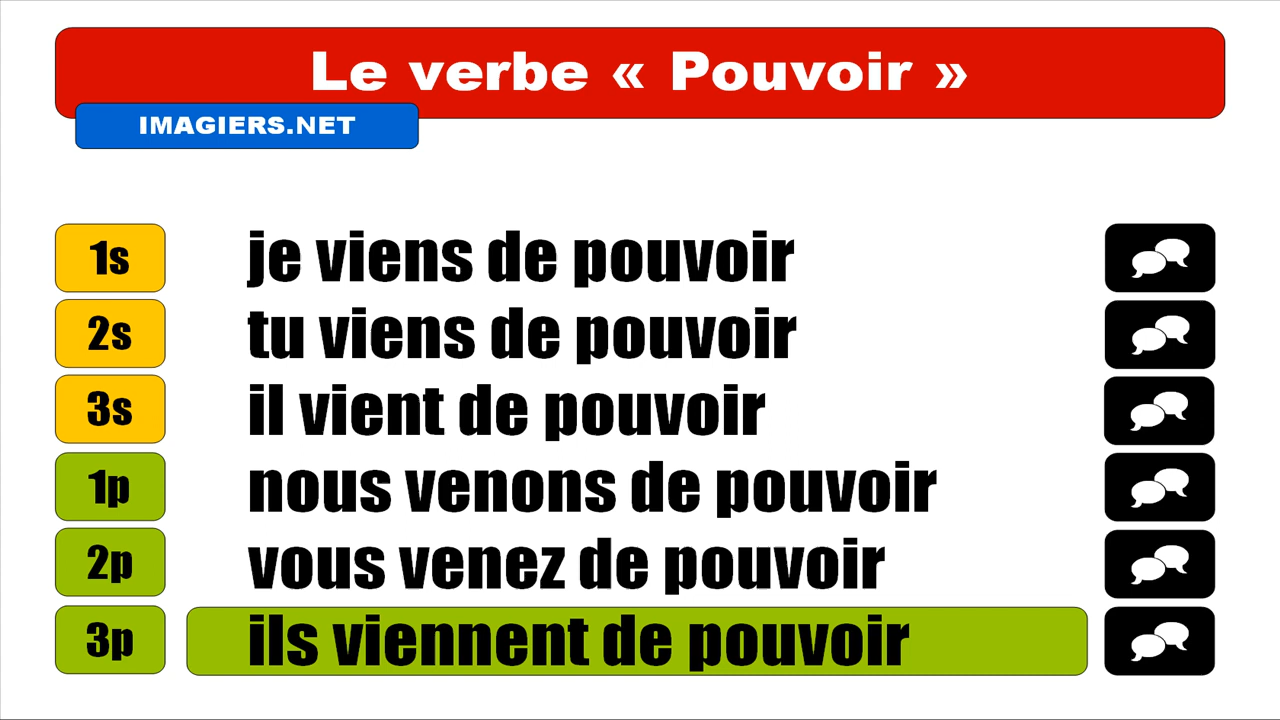 Le verbe « Pouvoir »
IMAGIERS.NET
1s je viens de pouvoir
2s tu viens de pouvoir
3s il vient de pouvoir
1p nous venons de pouvoir
2p vous venez de pouvoir
3p ils viennent de pouvoir